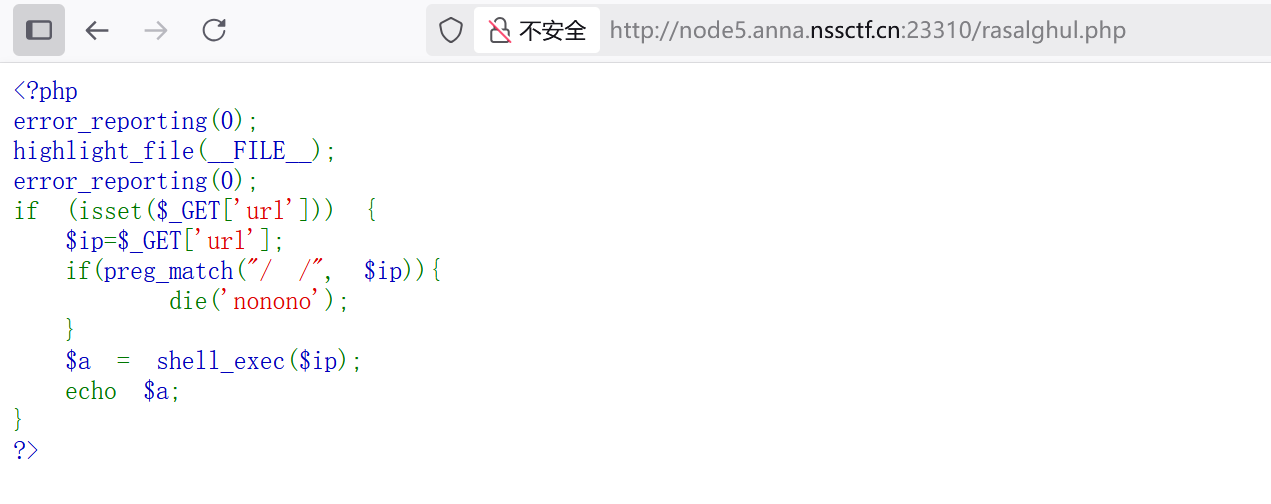 不安全 http://node5.anna.nssctf.cn:23310/rasalghul.php
<?php
error_reporting(0);
highlight_file(__FILE__);
error_reporting(0);
if (isset($_GET['url'])) {
    $ip=$_GET['url'];
    if(preg_match("/ /", $ip)){
            die('nonono');
    }
    $a = shell_exec($ip);
    echo $a;
}
?>